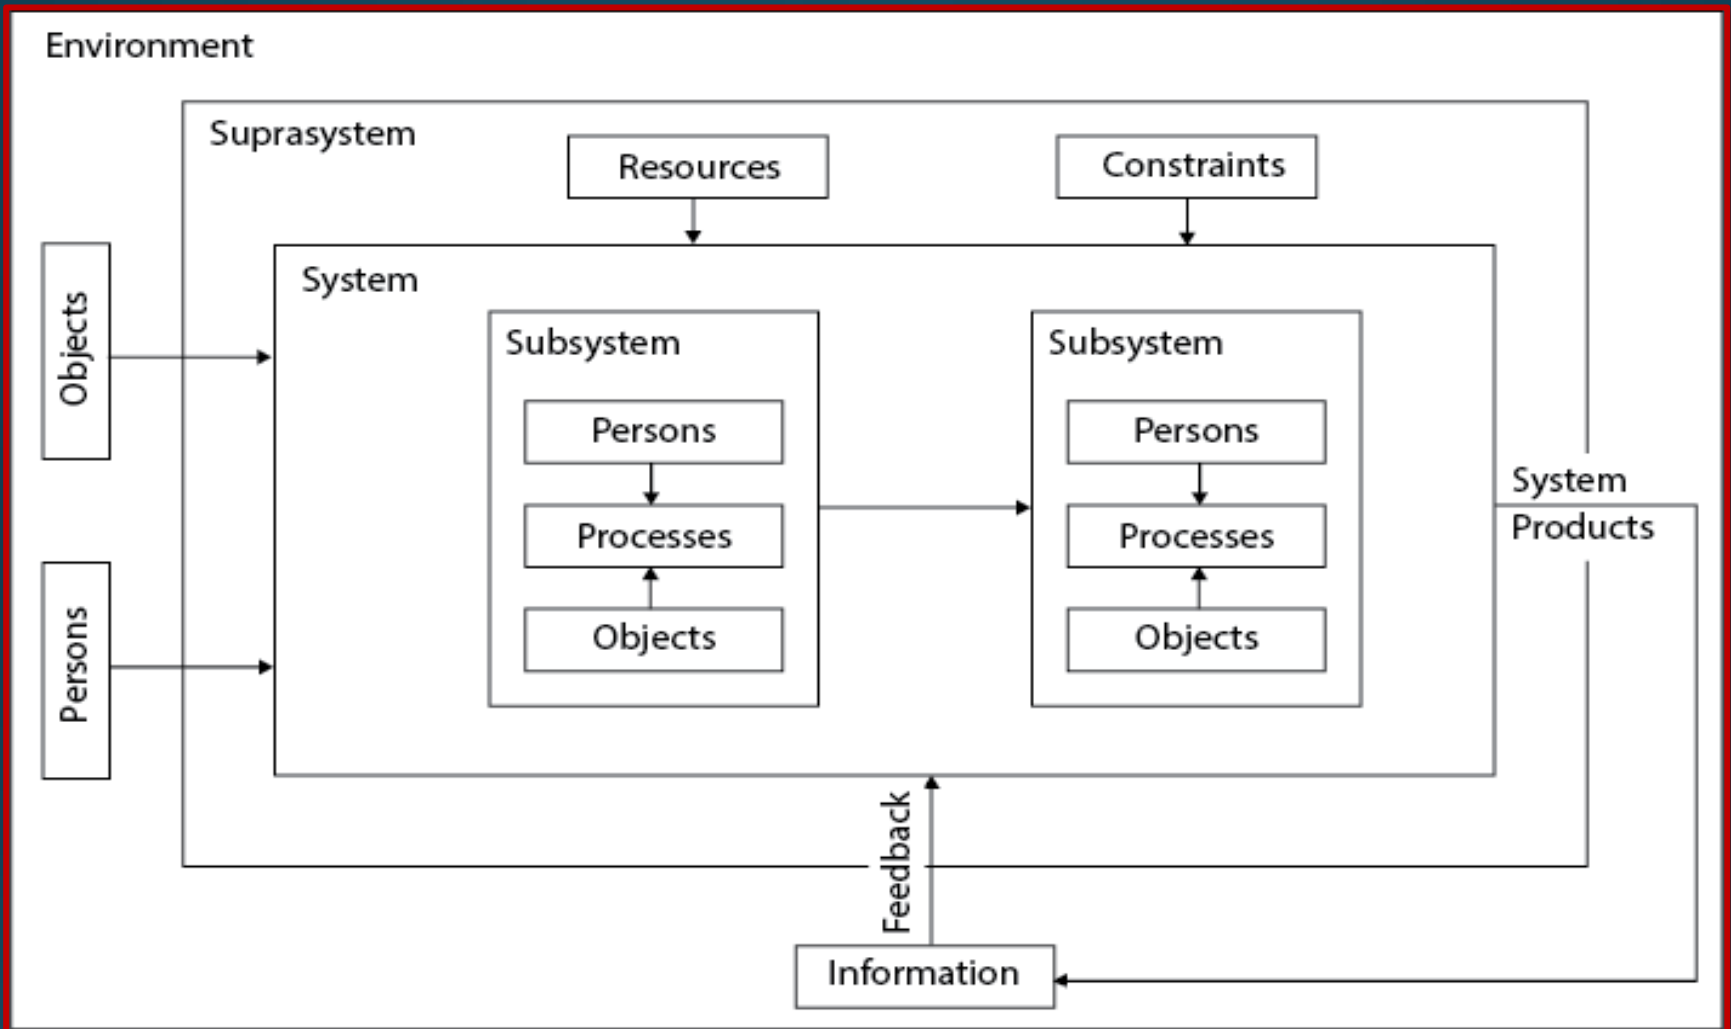 Environment
Suprasystem
Resources
Constraints
Objects
System
Subsystem
Persons
Processes
Objects
Subsystem
Persons
Processes
Objects
System
Products
Persons
Feedback
Information